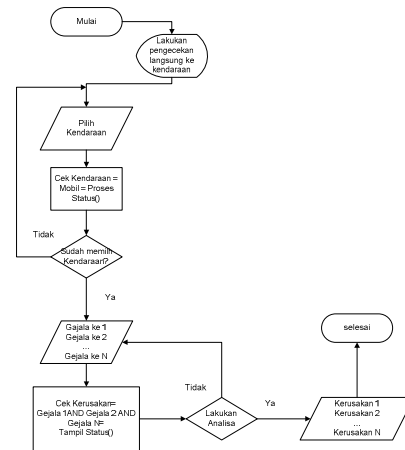 Mulai
Lakukan
pengecekan
langsung ke
kendaraan
Pilih
Kendaraan
Cek Kendaraan =
Mobil = Proses
Status()
Tidak
Sudah memilih
Kendaraan?
Ya
Gajala ke 1
Gejala ke 2
...
Gejala ke N
Cek Kerusakan=
Gejala 1 AND Gejala 2 AND
Gejala N=
Tampil Status()
Tidak
Lakukan
Analisa
Ya
Kerusakan 1
Kerusakan 2
...
Kerusakan N
selesai